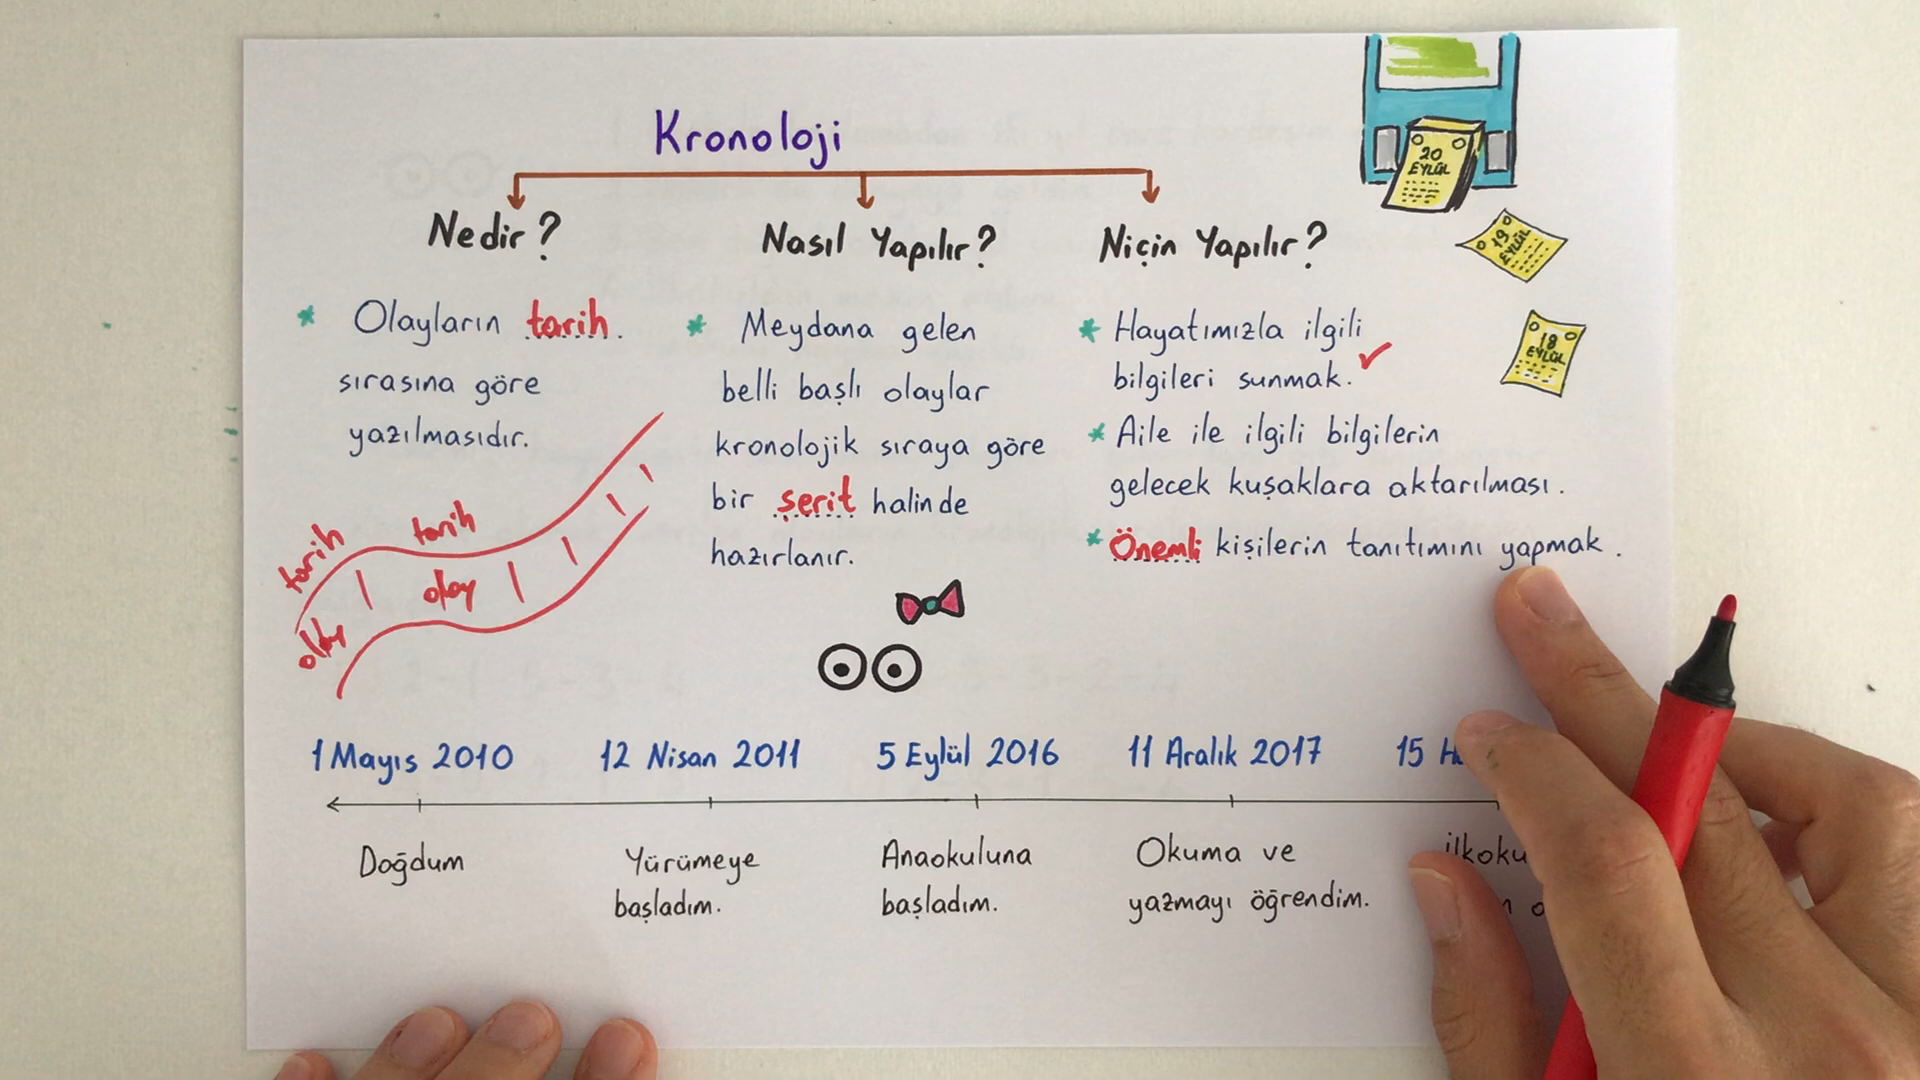 Kronoloji
Nedir?
* Olayların tarih.
sırasına göre
yazılmasıdır.
tarih
tarih
olay
olay
Nasıl Yapılır?
* Meydana gelen
belli başlı olaylar
kronolojik sıraya göre
bir şerit halinde
hazırlanır.
Niçin Yapılır?
* Hayatımızla ilgili
bilgileri sunmak.
* Aile ile ilgili bilgilerin
gelecek kuşaklara aktarılması.
* Önemli kişilerin tanıtımını yapmak.
20
EYLÜL
19
EYLÜL
18
EYLÜL
1 Mayıs 2010
12 Nisan 2011
5 Eylül 2016
11 Aralık 2017
15
Doğdum
Yürümeye
başladım.
Anaokuluna
başladım.
Okuma ve
yazmayı öğrendim.